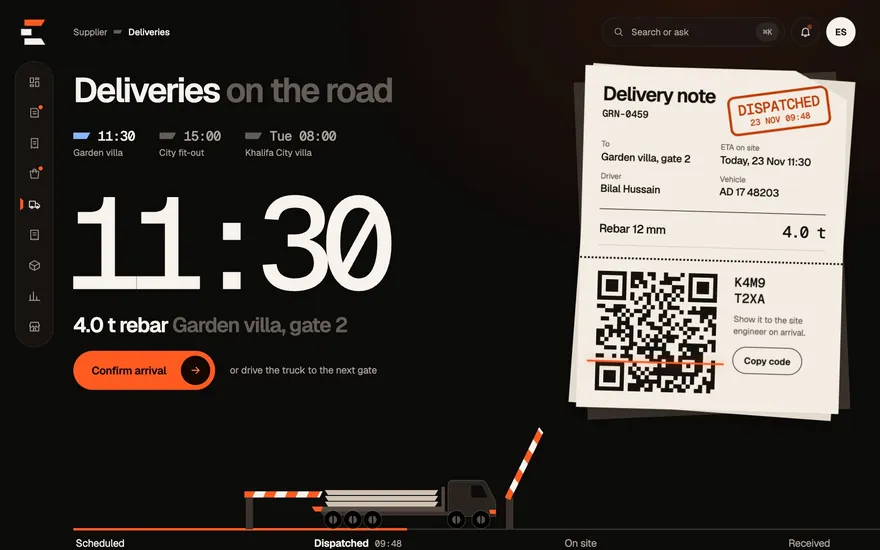 Supplier Deliveries
Search or ask ⌘K
ES
Deliveries on the road
11:30
Garden villa
15:00
City fit-out
Tue 08:00
Khalifa City villa
11:30
4.0 t rebar Garden villa, gate 2
Confirm arrival
or drive the truck to the next gate
Delivery note
GRN-0459
DISPATCHED
23 NOV 09:48
To
Garden villa, gate 2
ETA on site
Today, 23 Nov 11:30
Driver
Bilal Hussain
Vehicle
AD 17 48203
Rebar 12 mm 4.0 t
K4M9
T2XA
Show it to the site
engineer on arrival.
Copy code
Scheduled
Dispatched 09:48
On site
Received